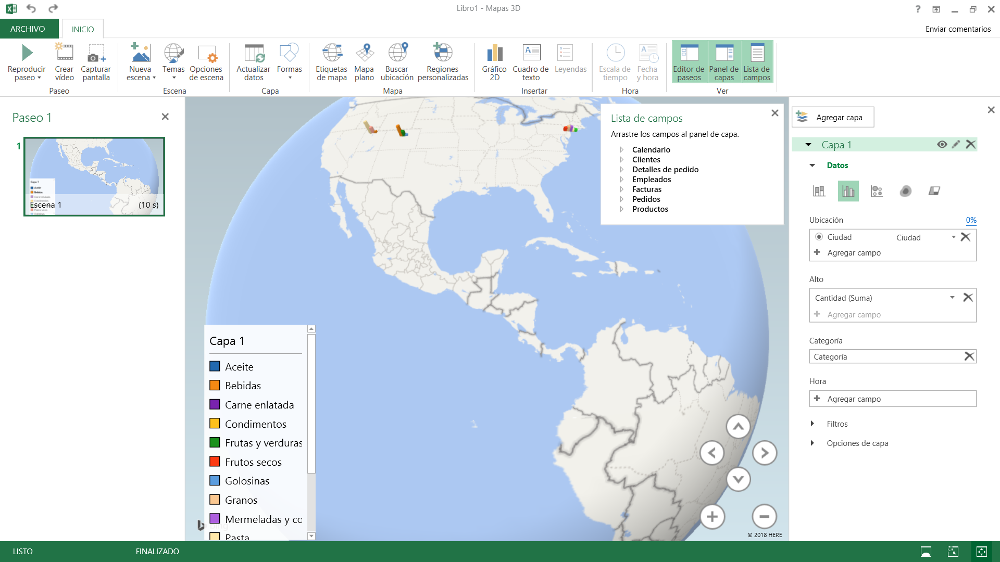 Libro1 - Mapas 3D
?
ARCHIVO
INICIO
Enviar comentarios
Reproducir paseo
Crear vídeo
Capturar pantalla
Nueva escena
Temas
Opciones de escena
Actualizar datos
Formas
Etiquetas de mapa
Mapa plano
Buscar ubicación
Regiones personalizadas
Gráfico 2D
Cuadro de texto
Leyendas
Escala de tiempo
Fecha y hora
Editor de paseos
Panel de capas
Lista de campos
Paseo
Escena
Capa
Mapa
Insertar
Hora
Ver
Paseo 1
1
Capa 1
Aceite
Bebidas
Escena 1
(10 s)
Lista de campos
Arrastre los campos al panel de capa.
Calendario
Clientes
Detalles de pedido
Empleados
Facturas
Pedidos
Productos
Capa 1
Aceite
Bebidas
Carne enlatada
Condimentos
Frutas y verduras
Frutos secos
Golosinas
Granos
Mermeladas y co
Pasta
bing
© 2018 HERE
Agregar capa
Capa 1
Datos
Ubicación
0%
Ciudad
Ciudad
Agregar campo
Alto
Cantidad (Suma)
Agregar campo
Categoría
Categoría
Hora
Agregar campo
Filtros
Opciones de capa
LISTO
FINALIZADO